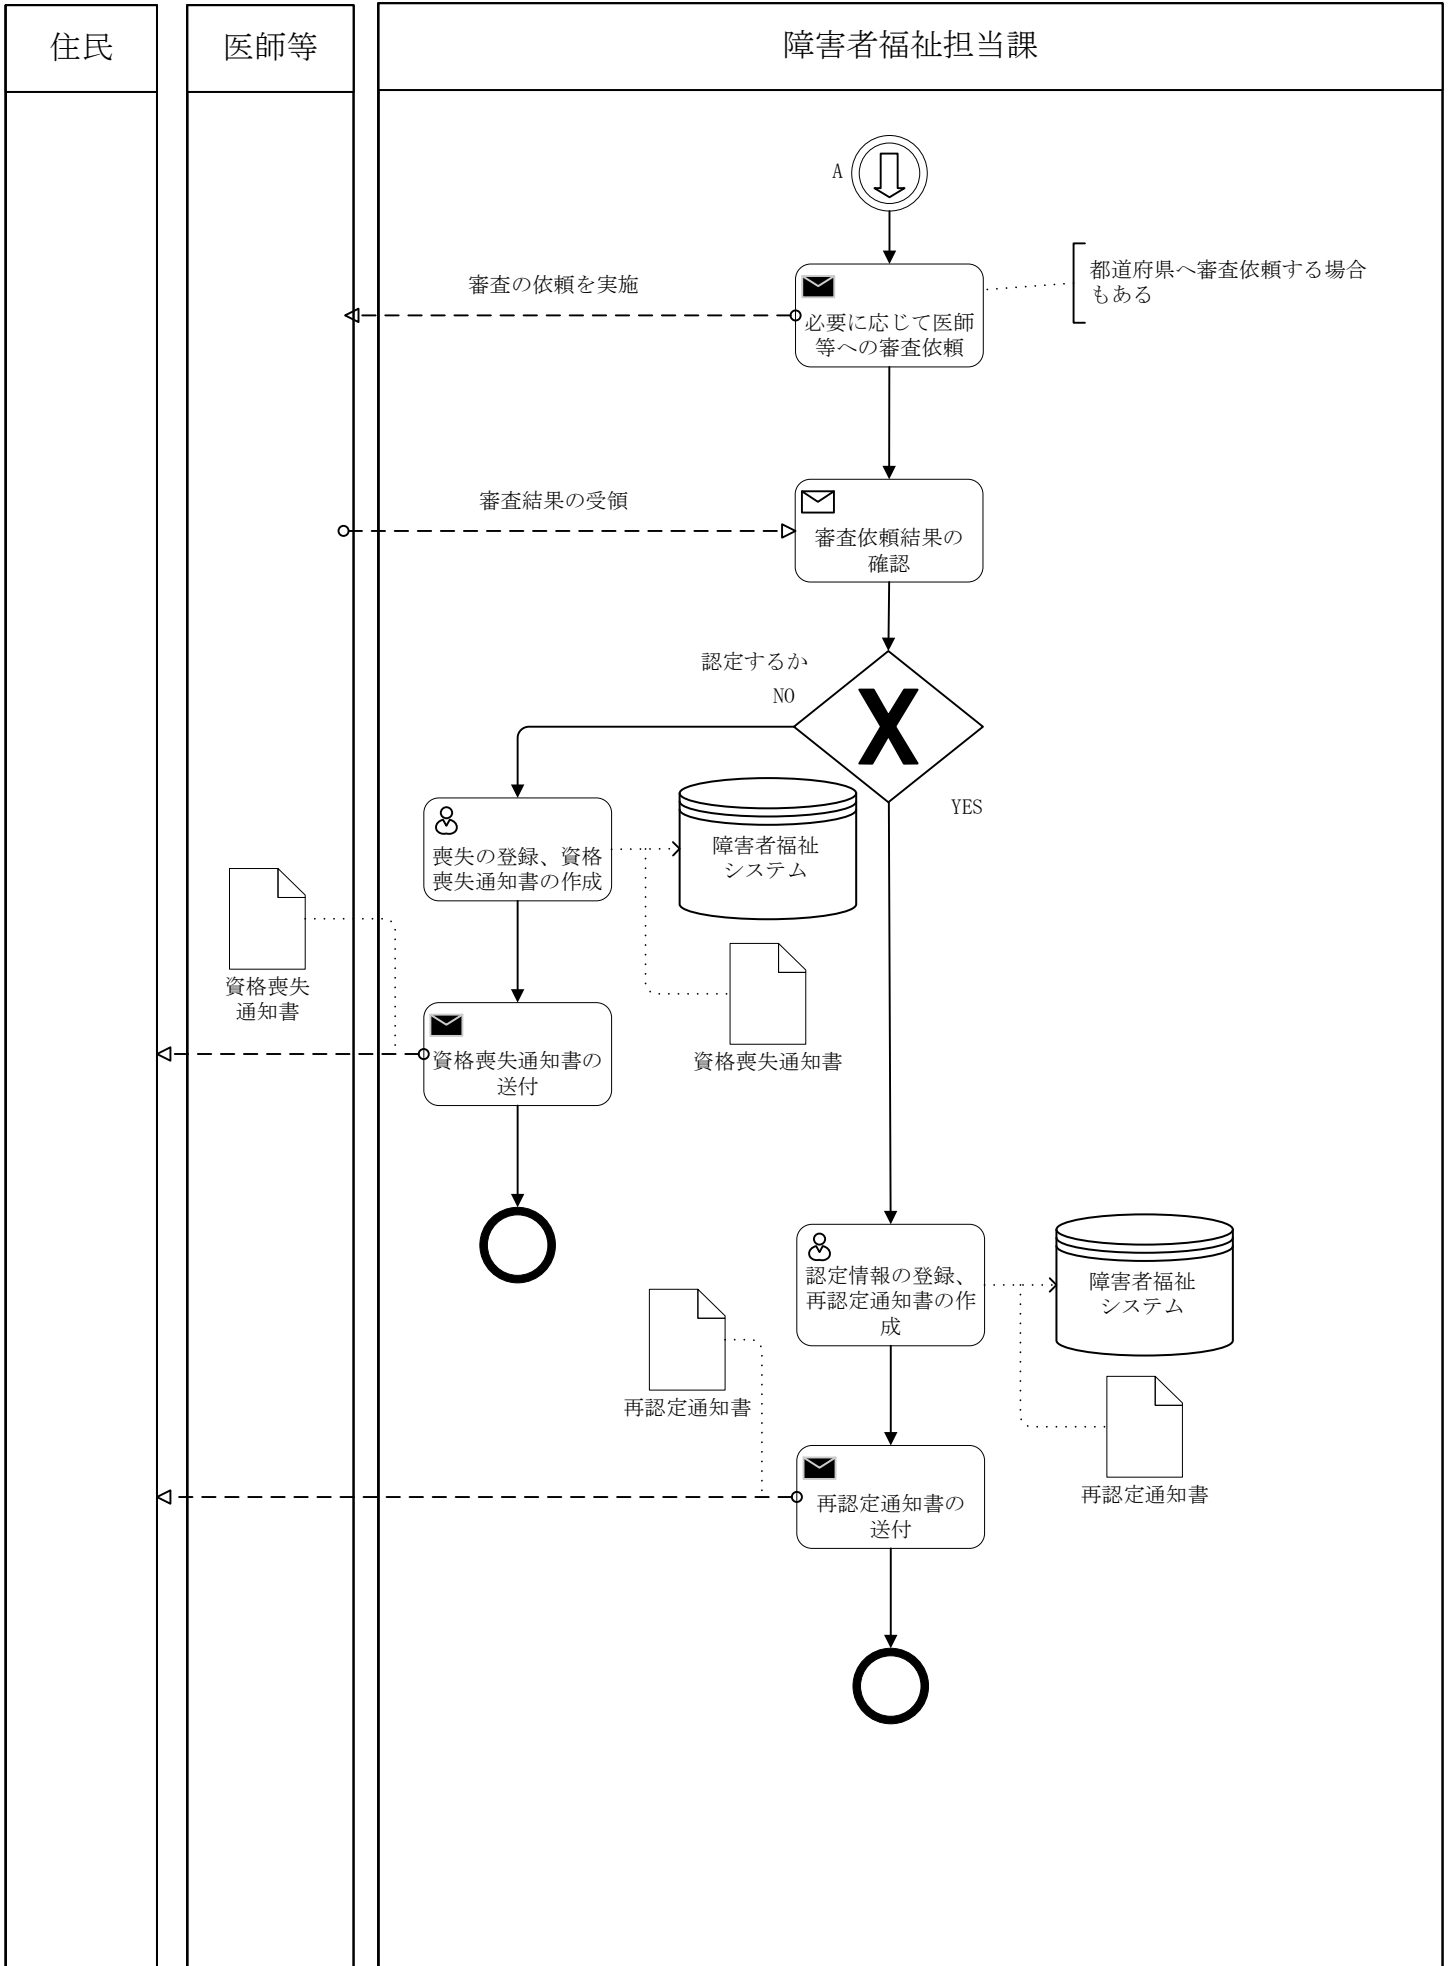 住民
医師等
障害者福祉担当課
A
審査の依頼を実施
都道府県へ審査依頼する場合
もある
必要に応じて医師
等への審査依頼
審査結果の受領
審査依頼結果の
確認
認定するか
NO
YES
喪失の登録、資格
喪失通知書の作成
障害者福祉
システム
資格喪失
通知書
資格喪失通知書
資格喪失通知書の
送付
認定情報の登録、
再認定通知書の作
成
障害者福祉
システム
再認定通知書
再認定通知書
再認定通知書の
送付